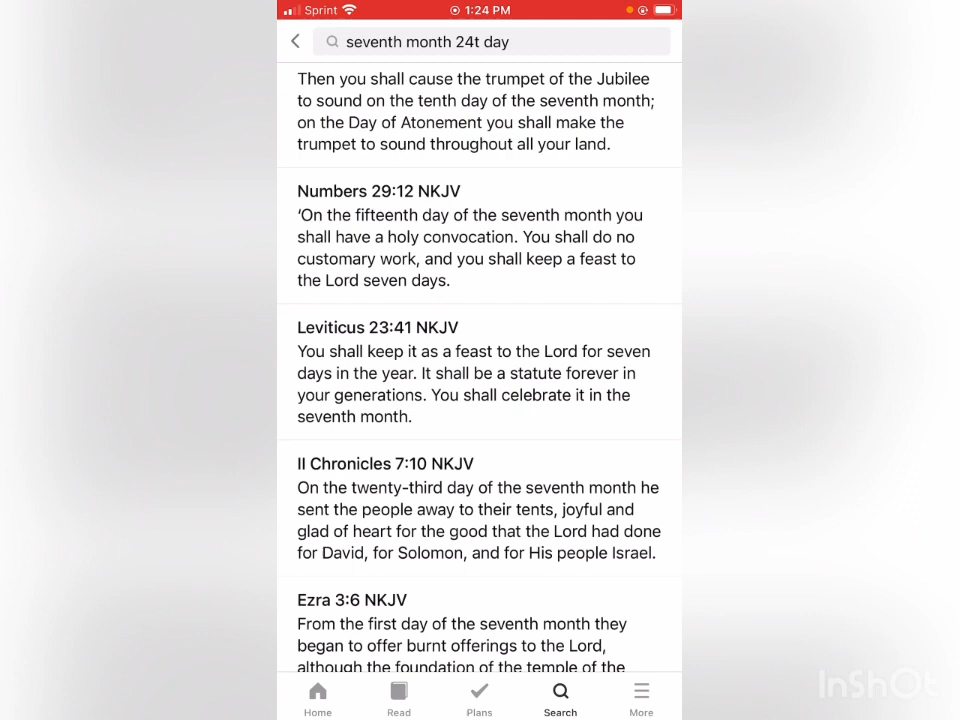 Sprint 1:24 PM
seventh month 24t day
Then you shall cause the trumpet of the Jubilee
to sound on the tenth day of the seventh month;
on the Day of Atonement you shall make the
trumpet to sound throughout all your land.
Numbers 29:12 NKJV
‘On the fifteenth day of the seventh month you
shall have a holy convocation. You shall do no
customary work, and you shall keep a feast to
the Lord seven days.
Leviticus 23:41 NKJV
You shall keep it as a feast to the Lord for seven
days in the year. It shall be a statute forever in
your generations. You shall celebrate it in the
seventh month.
II Chronicles 7:10 NKJV
On the twenty-third day of the seventh month he
sent the people away to their tents, joyful and
glad of heart for the good that the Lord had done
for David, for Solomon, and for His people Israel.
Ezra 3:6 NKJV
From the first day of the seventh month they
began to offer burnt offerings to the Lord,
although the foundation of the temple of the
Home Read Plans Search More
InShOt